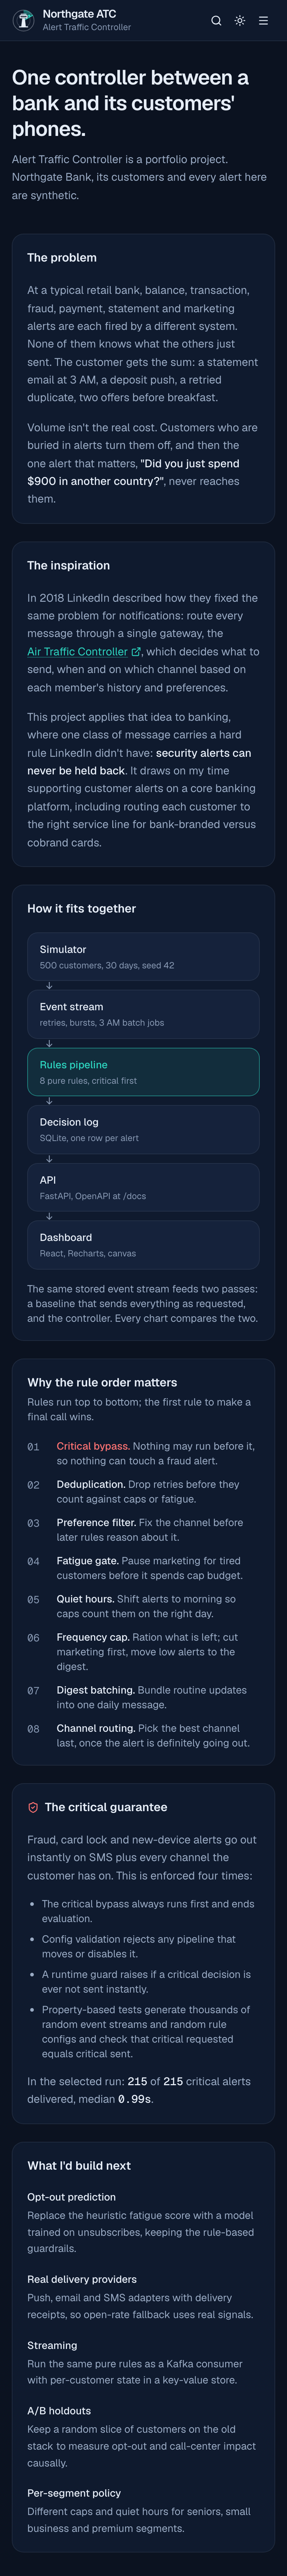 Northgate ATC
Alert Traffic Controller
One controller between a
bank and its customers'
phones.
Alert Traffic Controller is a portfolio project.
Northgate Bank, its customers and every alert here
are synthetic.
The problem
At a typical retail bank, balance, transaction,
fraud, payment, statement and marketing
alerts are each fired by a different system.
None of them knows what the others just
sent. The customer gets the sum: a statement
email at 3 AM, a deposit push, a retried
duplicate, two offers before breakfast.
Volume isn't the real cost. Customers who are
buried in alerts turn them off, and then the
one alert that matters, "Did you just spend
$900 in another country?", never reaches
them.
The inspiration
In 2018 LinkedIn described how they fixed the
same problem for notifications: route every
message through a single gateway, the
Air Traffic Controller, which decides what to
send, when and on which channel based on
each member's history and preferences.
This project applies that idea to banking,
where one class of message carries a hard
rule LinkedIn didn't have: security alerts can
never be held back. It draws on my time
supporting customer alerts on a core banking
platform, including routing each customer to
the right service line for bank-branded versus
cobrand cards.
How it fits together
Simulator
500 customers, 30 days, seed 42
Event stream
retries, bursts, 3 AM batch jobs
Rules pipeline
8 pure rules, critical first
Decision log
SQLite, one row per alert
API
FastAPI, OpenAPI at /docs
Dashboard
React, Recharts, canvas
The same stored event stream feeds two passes:
a baseline that sends everything as requested,
and the controller. Every chart compares the two.
Why the rule order matters
Rules run top to bottom; the first rule to make a
final call wins.
01 Critical bypass. Nothing may run before it,
so nothing can touch a fraud alert.
02 Deduplication. Drop retries before they
count against caps or fatigue.
03 Preference filter. Fix the channel before
later rules reason about it.
04 Fatigue gate. Pause marketing for tired
customers before it spends cap budget.
05 Quiet hours. Shift alerts to morning so
caps count them on the right day.
06 Frequency cap. Ration what is left; cut
marketing first, move low alerts to the
digest.
07 Digest batching. Bundle routine updates
into one daily message.
08 Channel routing. Pick the best channel
last, once the alert is definitely going out.
The critical guarantee
Fraud, card lock and new-device alerts go out
instantly on SMS plus every channel the
customer has on. This is enforced four times:
• The critical bypass always runs first and ends
evaluation.
• Config validation rejects any pipeline that
moves or disables it.
• A runtime guard raises if a critical decision is
ever not sent instantly.
• Property-based tests generate thousands of
random event streams and random rule
configs and check that critical requested
equals critical sent.
In the selected run: 215 of 215 critical alerts
delivered, median 0.99s.
What I'd build next
Opt-out prediction
Replace the heuristic fatigue score with a model
trained on unsubscribes, keeping the rule-based
guardrails.
Real delivery providers
Push, email and SMS adapters with delivery
receipts, so open-rate fallback uses real signals.
Streaming
Run the same pure rules as a Kafka consumer
with per-customer state in a key-value store.
A/B holdouts
Keep a random slice of customers on the old
stack to measure opt-out and call-center impact
causally.
Per-segment policy
Different caps and quiet hours for seniors, small
business and premium segments.